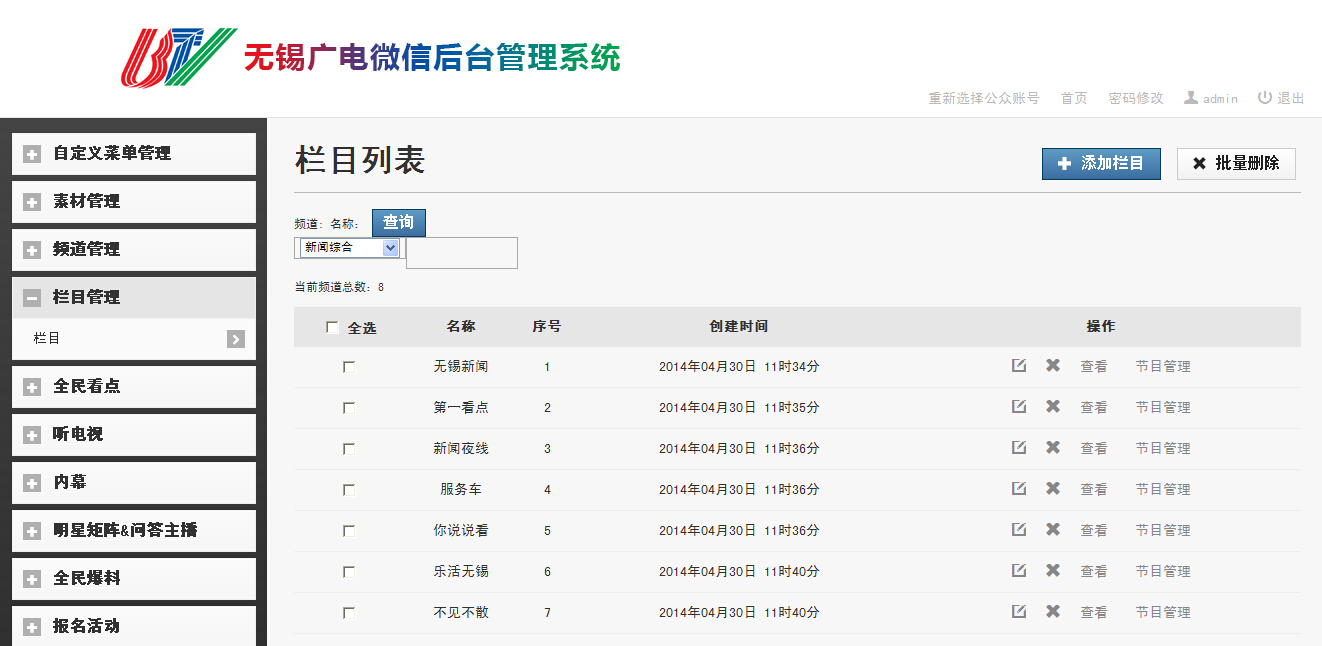 无锡广电微信后台管理系统
重新选择公众账号 首页 密码修改 admin 退出
自定义菜单管理
素材管理
频道管理
栏目管理
栏目
全民看点
听电视
内幕
明星矩阵&问答主播
全民爆料
报名活动
栏目列表
添加栏目 批量删除
频道: 名称: 查询
新闻综合
当前频道总数: 8
全选 名称 序号 创建时间 操作
无锡新闻 1 2014年04月30日 11时34分 查看 节目管理
第一看点 2 2014年04月30日 11时35分 查看 节目管理
新闻夜线 3 2014年04月30日 11时36分 查看 节目管理
服务车 4 2014年04月30日 11时36分 查看 节目管理
你说说看 5 2014年04月30日 11时36分 查看 节目管理
乐活无锡 6 2014年04月30日 11时40分 查看 节目管理
不见不散 7 2014年04月30日 11时40分 查看 节目管理